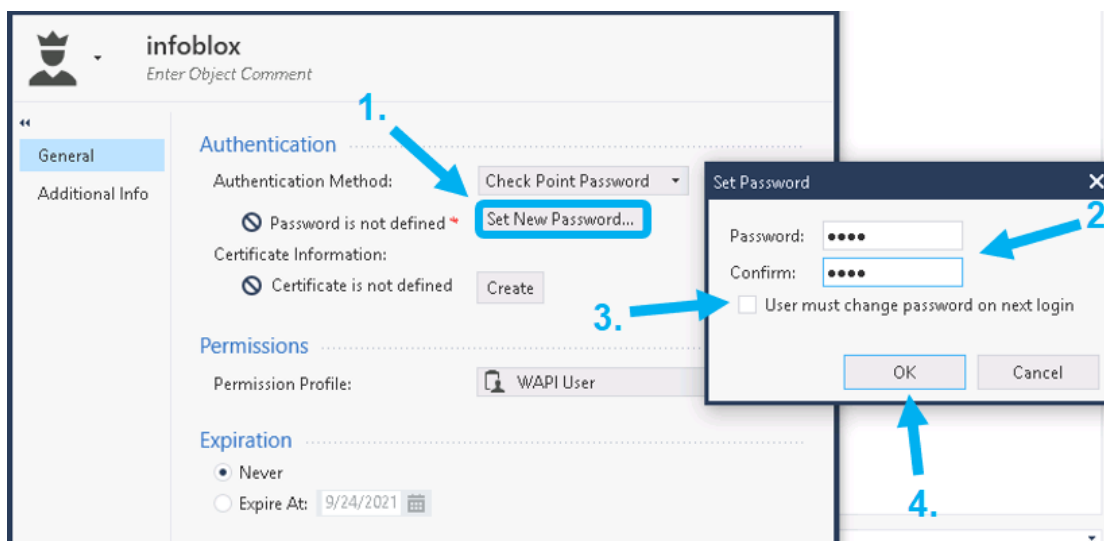 infoblox
Enter Object Comment
1.
General
Additional Info
Authentication
Authentication Method:
Check Point Password
Password is not defined *
Set New Password...
Certificate Information:
Certificate is not defined
Create
Permissions
Permission Profile:
WAPI User
Expiration
Never
Expire At:
9/24/2021
Set Password
2
Password:
Confirm:
3.
User must change password on next login
OK
Cancel
4.